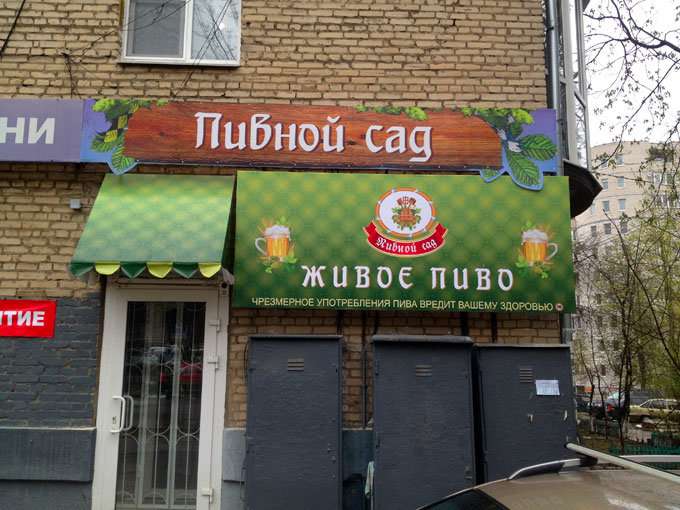 НИ
Пивной сад
Пивной сад
ЖИВОЕ ПИВО
ЧРЕЗМЕРНОЕ УПОТРЕБЛЕНИЯ ПИВА ВРЕДИТ ВАШЕМУ ЗДОРОВЬЮ
ТИЕ